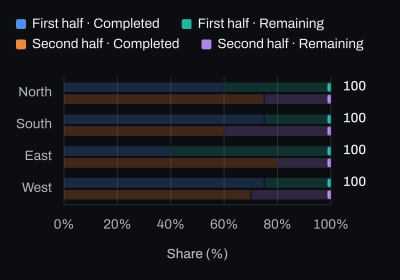 First half · Completed First half · Remaining
Second half · Completed Second half · Remaining
North 100
South 100
East 100
West 100
0% 20% 40% 60% 80% 100%
Share (%)